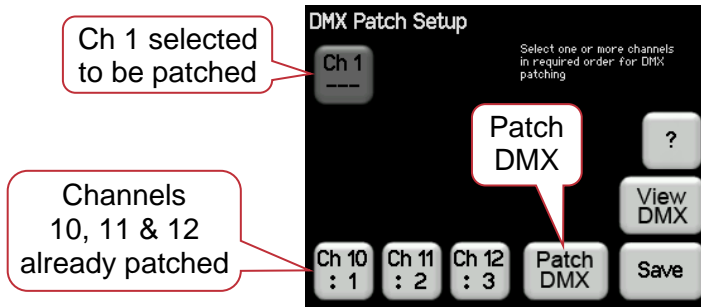 Ch 1 selected
to be patched
DMX Patch Setup
Ch 1
---
Select one or more channels
in required order for DMX
patching
Patch
DMX
?
View
DMX
Channels
10, 11 & 12
already patched
Ch 10
: 1
Ch 11
: 2
Ch 12
: 3
Patch
DMX
Save